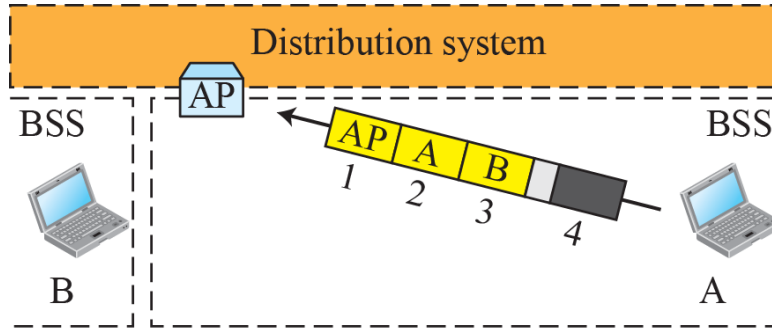 Distribution system
AP
BSS
BSS
AP A B
1 2 3 4
B
A